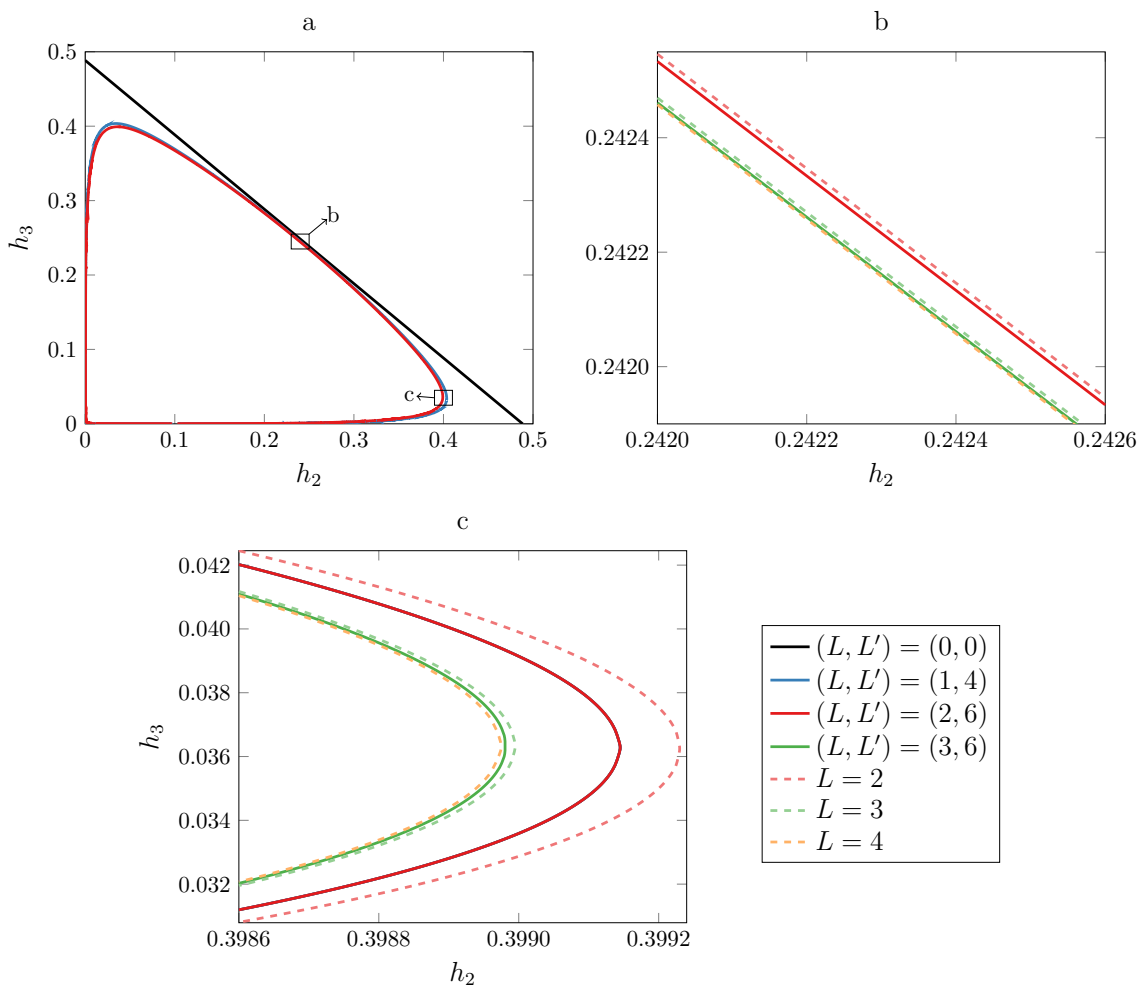 a
0.5
0.4
0.3
0.2
0.1
0
h₃
b
c
0 0.1 0.2 0.3 0.4 0.5
h₂
b
0.2424
0.2422
0.2420
0.2420 0.2422 0.2424 0.2426
h₂
c
0.042
0.040
0.038
0.036
0.034
0.032
h₃
0.3986 0.3988 0.3990 0.3992
h₂
(L, L′) = (0, 0)
(L, L′) = (1, 4)
(L, L′) = (2, 6)
(L, L′) = (3, 6)
L = 2
L = 3
L = 4